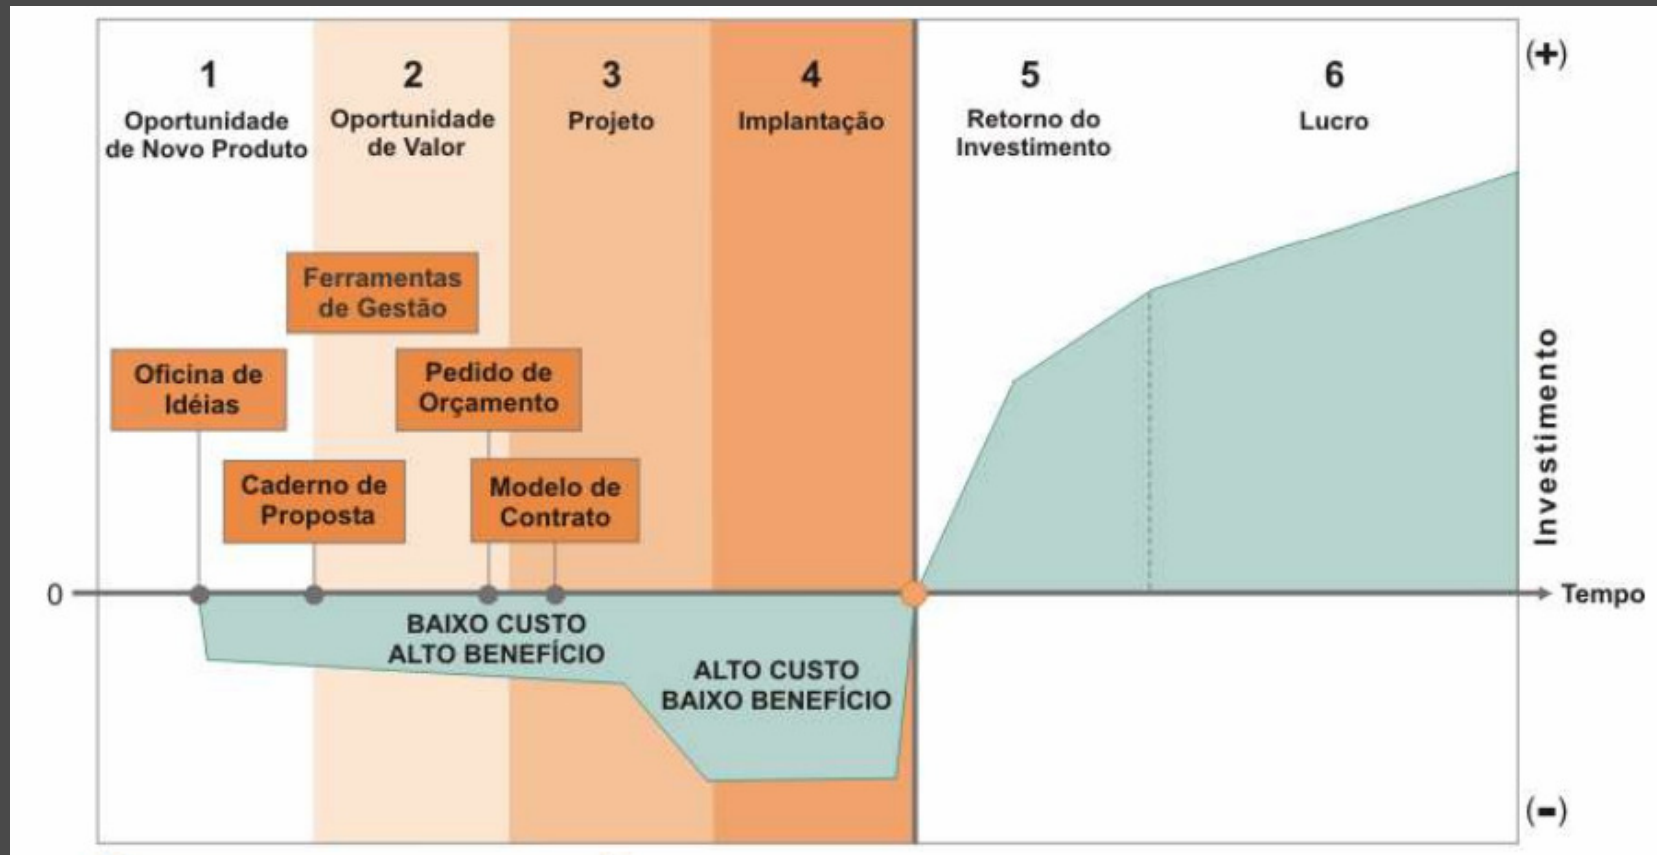 1
Oportunidade
de Novo Produto
2
Oportunidade
de Valor
3
Projeto
4
Implantação
5
Retorno do
Investimento
6
Lucro
(+)
Ferramentas
de Gestão
Oficina de
Idéias
Pedido de
Orçamento
Caderno de
Proposta
Modelo de
Contrato
Investimento
0
Tempo
BAIXO CUSTO
ALTO BENEFÍCIO
ALTO CUSTO
BAIXO BENEFÍCIO
(-)